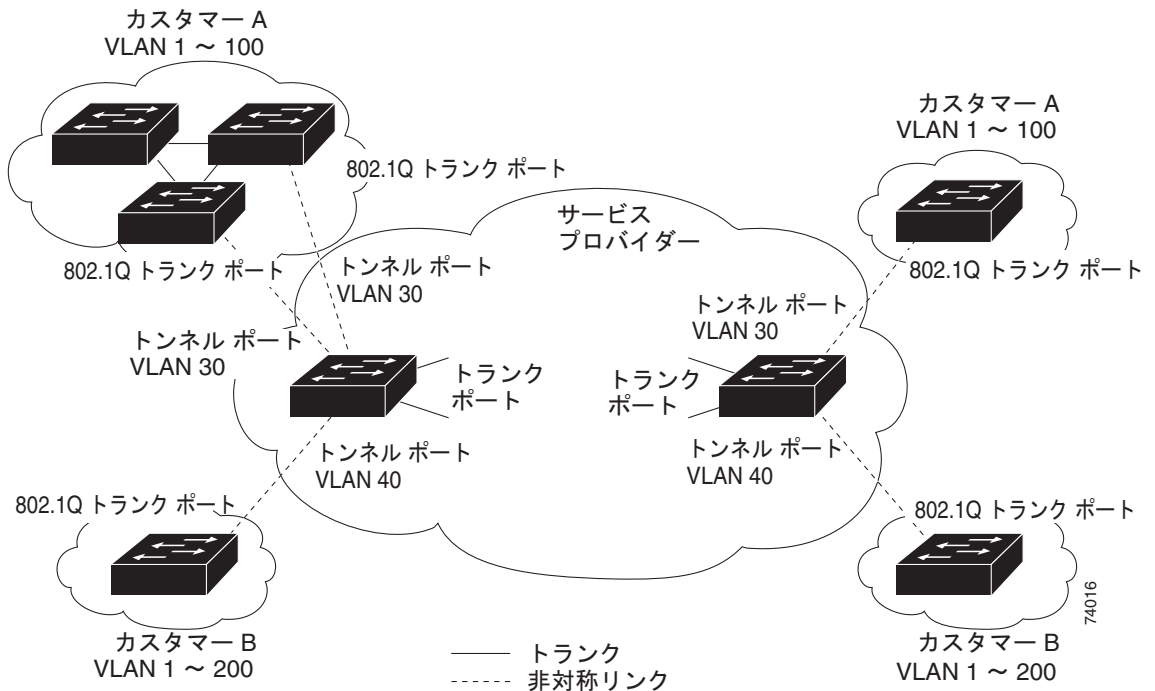 カスタマー A
VLAN 1 ～ 100
802.1Q トランク ポート
カスタマー A
VLAN 1 ～ 100
サービス
プロバイダー
802.1Q トランク ポート
トンネル ポート
VLAN 30
802.1Q トランク ポート
トンネル ポート
VLAN 30
トンネル ポート
VLAN 30
トランク
ポート
トランク
ポート
トンネル ポート
VLAN 40
トンネル ポート
VLAN 40
802.1Q トランク ポート
802.1Q トランク ポート
カスタマー B
VLAN 1 ～ 200
カスタマー B
VLAN 1 ～ 200
74016
トランク
非対称リンク